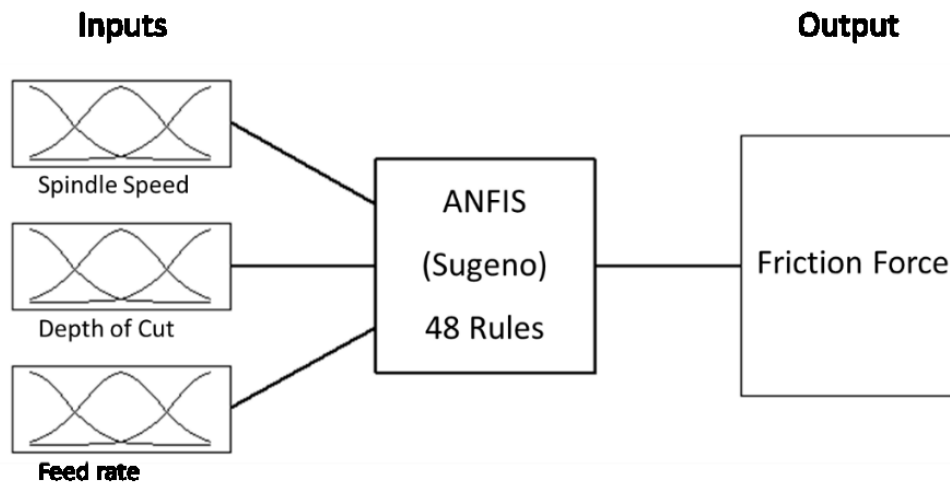 Inputs
Output
Spindle Speed
Depth of Cut
Feed rate
ANFIS
(Sugeno)
48 Rules
Friction Force